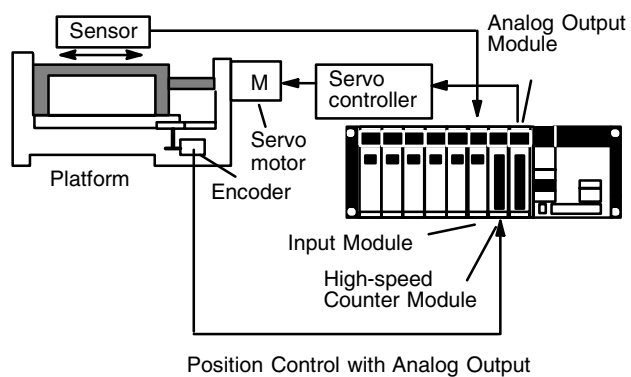 Sensor
Analog Output
Module
M
Servo
controller
Servo
motor
Encoder
Platform
Input Module
High-speed
Counter Module
Position Control with Analog Output